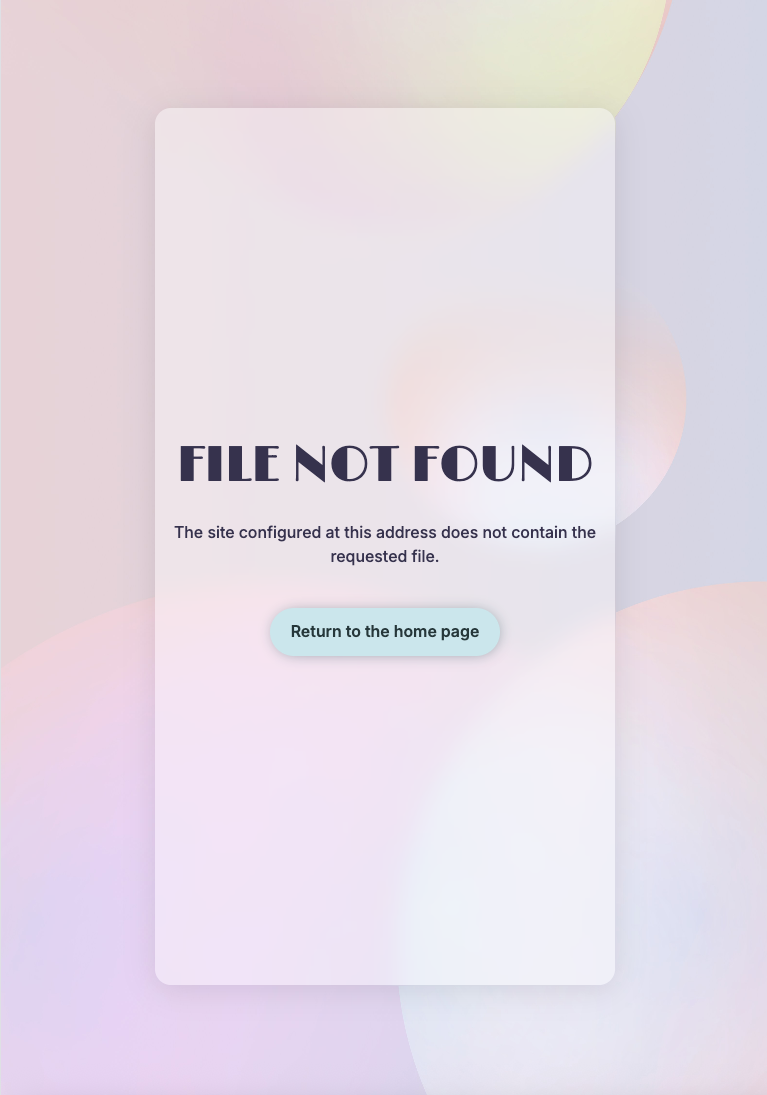 FILE NOT FOUND
The site configured at this address does not contain the
requested file.
Return to the home page